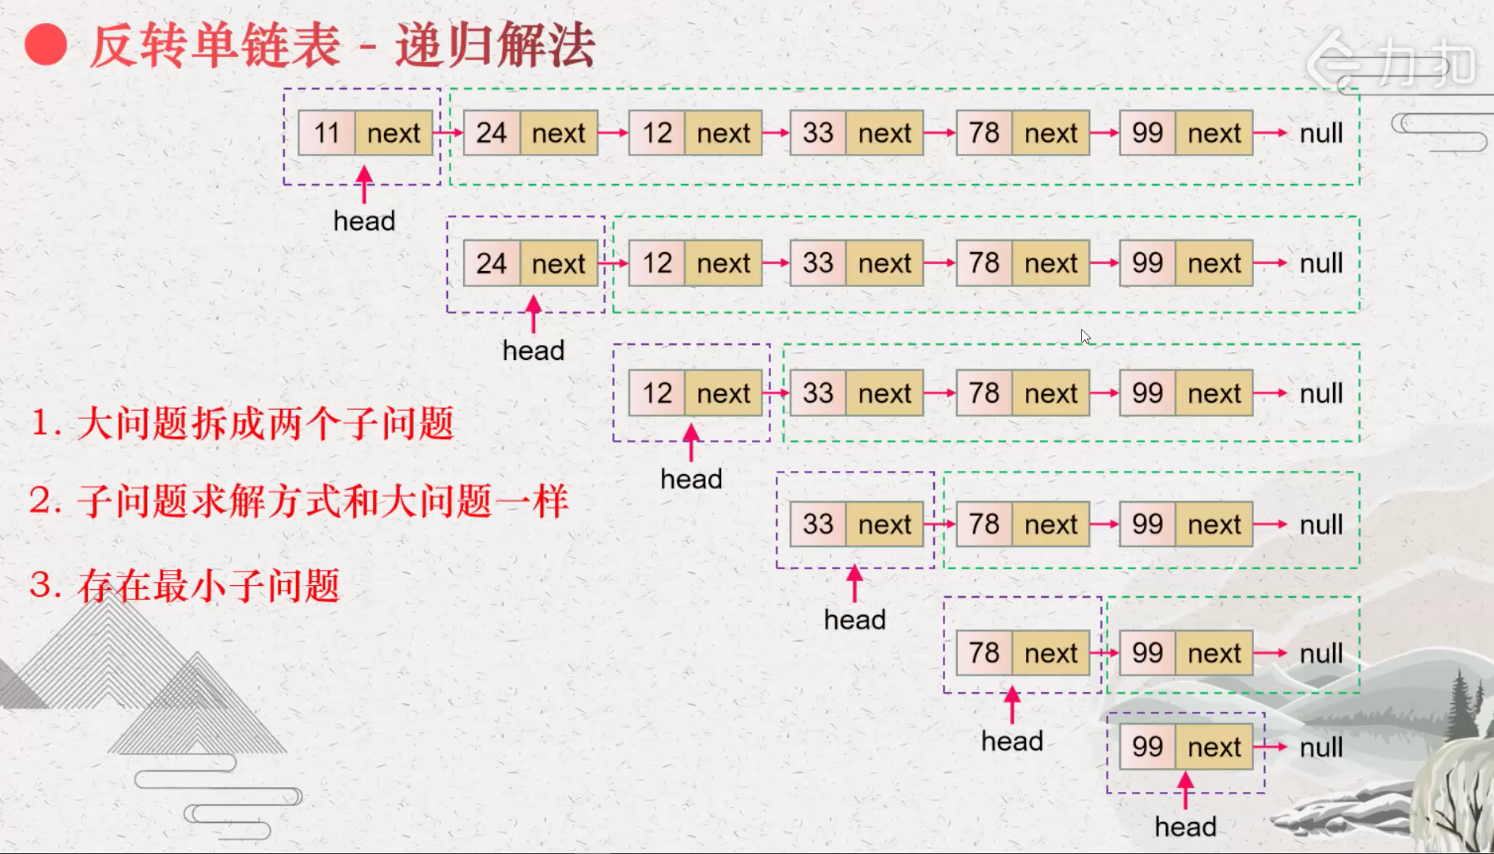 反转单链表 - 递归解法
力扣
11 next 24 next 12 next 33 next 78 next 99 next null
head
24 next 12 next 33 next 78 next 99 next null
head
12 next 33 next 78 next 99 next null
1. 大问题拆成两个子问题
head
2. 子问题求解方式和大问题一样
33 next 78 next 99 next null
3. 存在最小子问题
head
78 next 99 next null
head
99 next null
head